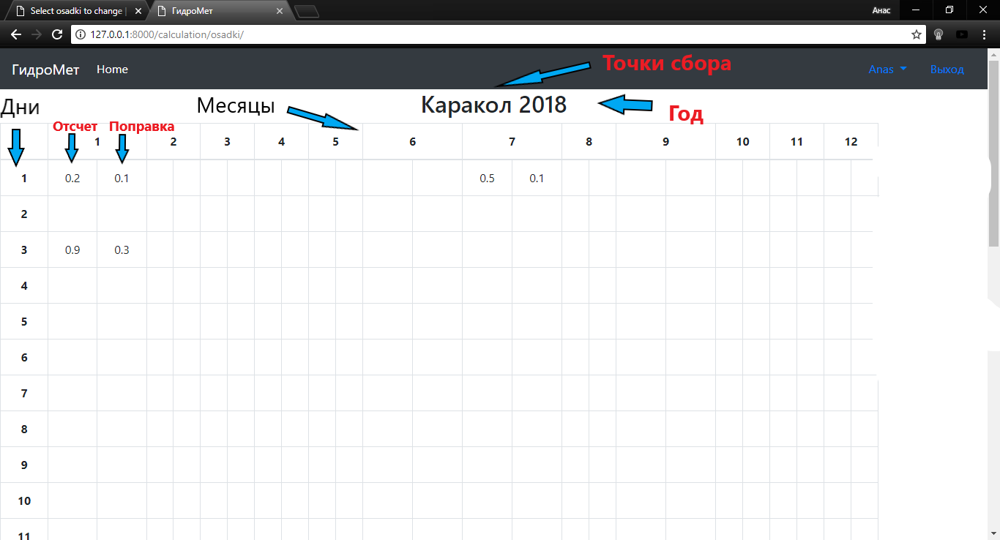 Select osadki to change |
ГидроМет
Анас
127.0.0.1:8000/calculation/osadki/
ГидроМет Home Точки сбора Anas Выход
Дни Месяцы Каракол 2018 Год
Отсчет Поправка
1 2 3 4 5 6 7 8 9 10 11 12
1 0.2 0.1 0.5 0.1
2
3 0.9 0.3
4
5
6
7
8
9
10
11